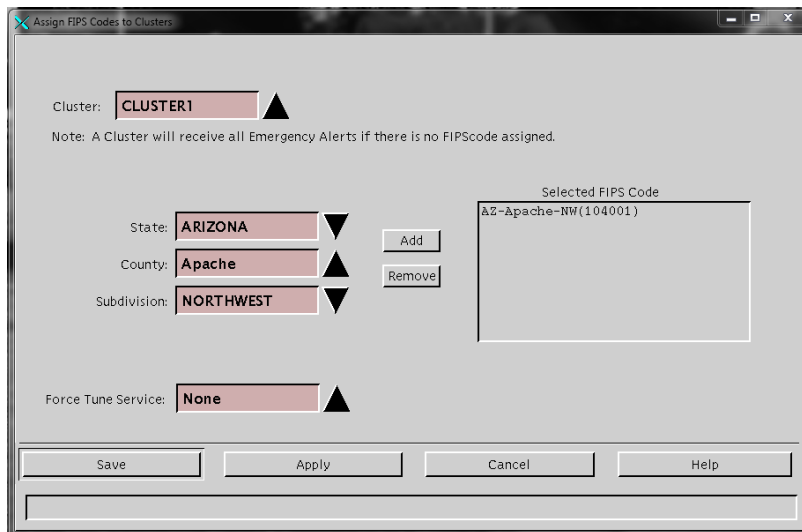 Assign FIPS Codes to Clusters
Cluster: CLUSTER1
Note: A Cluster will receive all Emergency Alerts if there is no FIPScode assigned.
Selected FIPS Code
AZ-Apache-NW(104001)
State: ARIZONA
Add
County: Apache
Remove
Subdivision: NORTHWEST
Force Tune Service: None
Save Apply Cancel Help